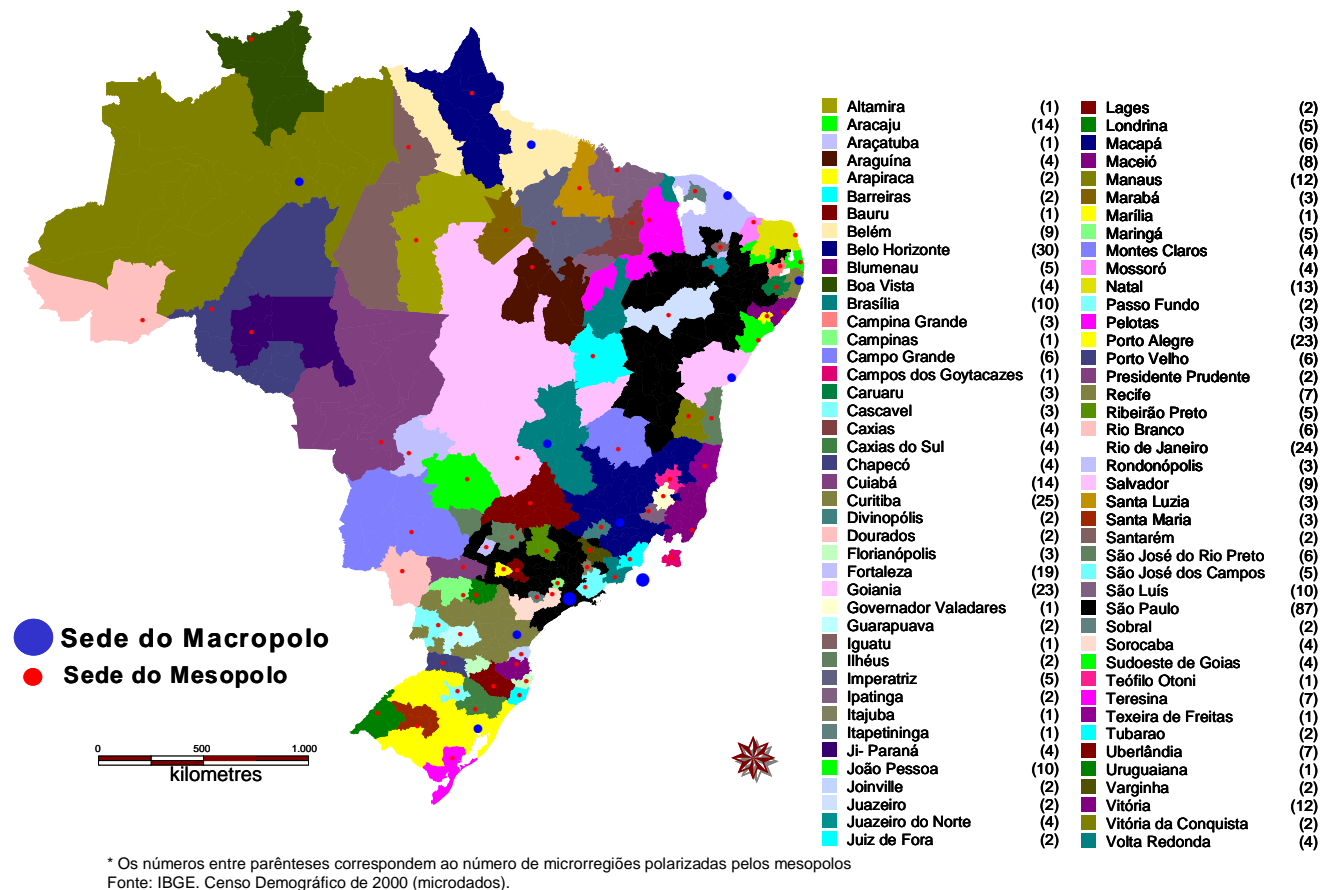 Altamira (1)
Aracaju (14)
Araçatuba (1)
Araguína (4)
Arapiraca (2)
Barreiras (2)
Bauru (1)
Belém (9)
Belo Horizonte (30)
Blumenau (5)
Boa Vista (4)
Brasília (10)
Campina Grande (3)
Campinas (1)
Campo Grande (6)
Campos dos Goytacazes (1)
Caruaru (3)
Cascavel (3)
Caxias (4)
Caxias do Sul (4)
Chapecó (4)
Cuiabá (14)
Curitiba (25)
Divinopólis (2)
Dourados (2)
Florianópolis (3)
Fortaleza (19)
Goiania (23)
Governador Valadares (1)
Guarapuava (2)
Iguatu (1)
Ilhéus (2)
Imperatriz (5)
Ipatinga (2)
Itajuba (1)
Itapetininga (1)
Ji- Paraná (4)
João Pessoa (10)
Joinville (2)
Juazeiro (2)
Juazeiro do Norte (4)
Juiz de Fora (2)
Lages (2)
Londrina (5)
Macapá (6)
Maceió (8)
Manaus (12)
Marabá (3)
Marília (1)
Maringá (5)
Montes Claros (4)
Mossoró (4)
Natal (13)
Passo Fundo (2)
Pelotas (3)
Porto Alegre (23)
Porto Velho (6)
Presidente Prudente (2)
Recife (7)
Ribeirão Preto (5)
Rio Branco (6)
Rio de Janeiro (24)
Rondonópolis (3)
Salvador (9)
Santa Luzia (3)
Santa Maria (3)
Santarém (2)
São José do Rio Preto (6)
São José dos Campos (5)
São Luís (10)
São Paulo (87)
Sobral (2)
Sorocaba (4)
Sudoeste de Goias (4)
Teófilo Otoni (1)
Teresina (7)
Texeira de Freitas (1)
Tubarao (2)
Uberlândia (7)
Uruguaiana (1)
Varginha (2)
Vitória (12)
Vitória da Conquista (2)
Volta Redonda (4)
Sede do Macropolo
Sede do Mesopolo
0 500 1.000
kilometres
* Os números entre parênteses correspondem ao número de microrregiões polarizadas pelos mesopolos
Fonte: IBGE. Censo Demográfico de 2000 (microdados).